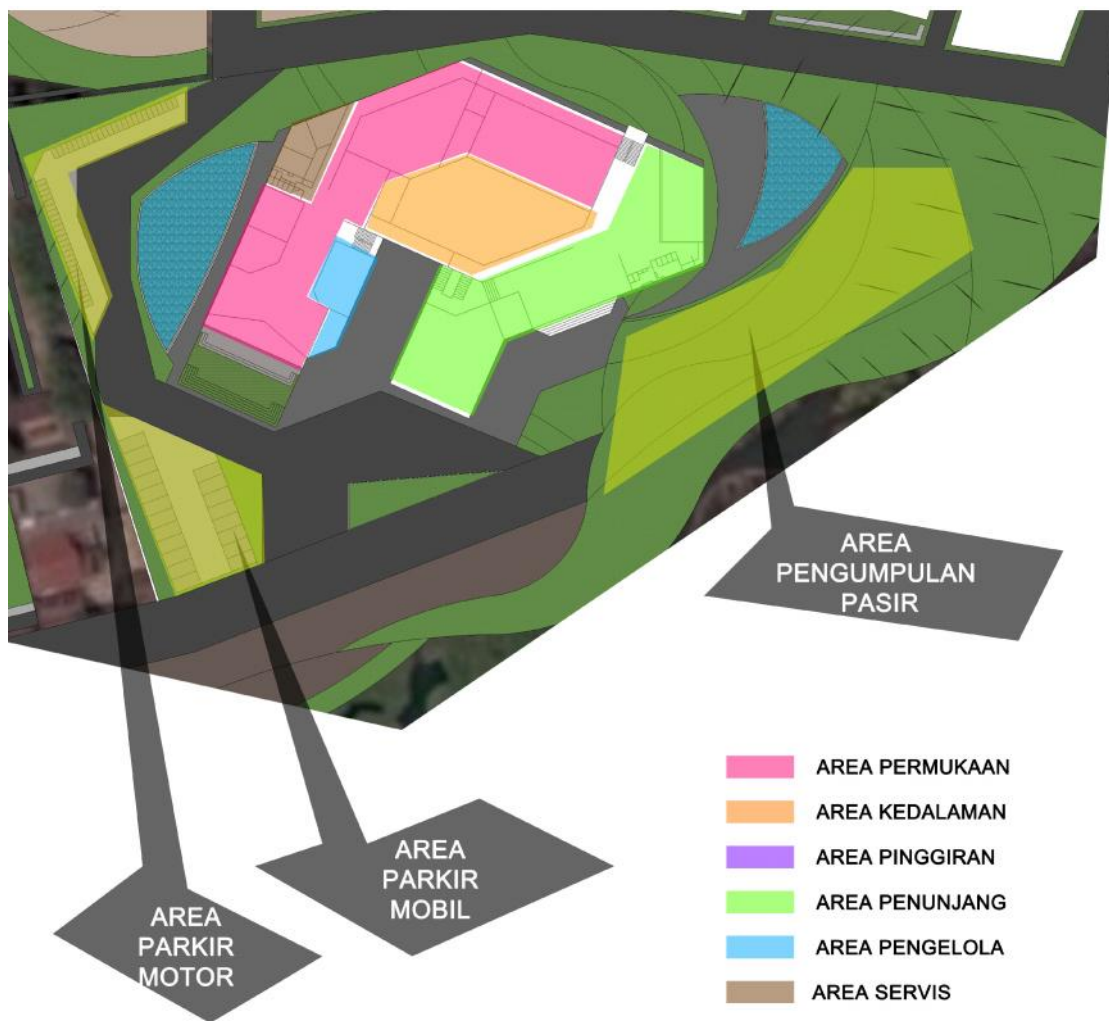 AREA
PENGUMPULAN
PASIR
AREA
PARKIR
MOBIL
AREA
PARKIR
MOTOR
AREA PERMUKAAN
AREA KEDALAMAN
AREA PINGGIRAN
AREA PENUNJANG
AREA PENGELOLA
AREA SERVIS